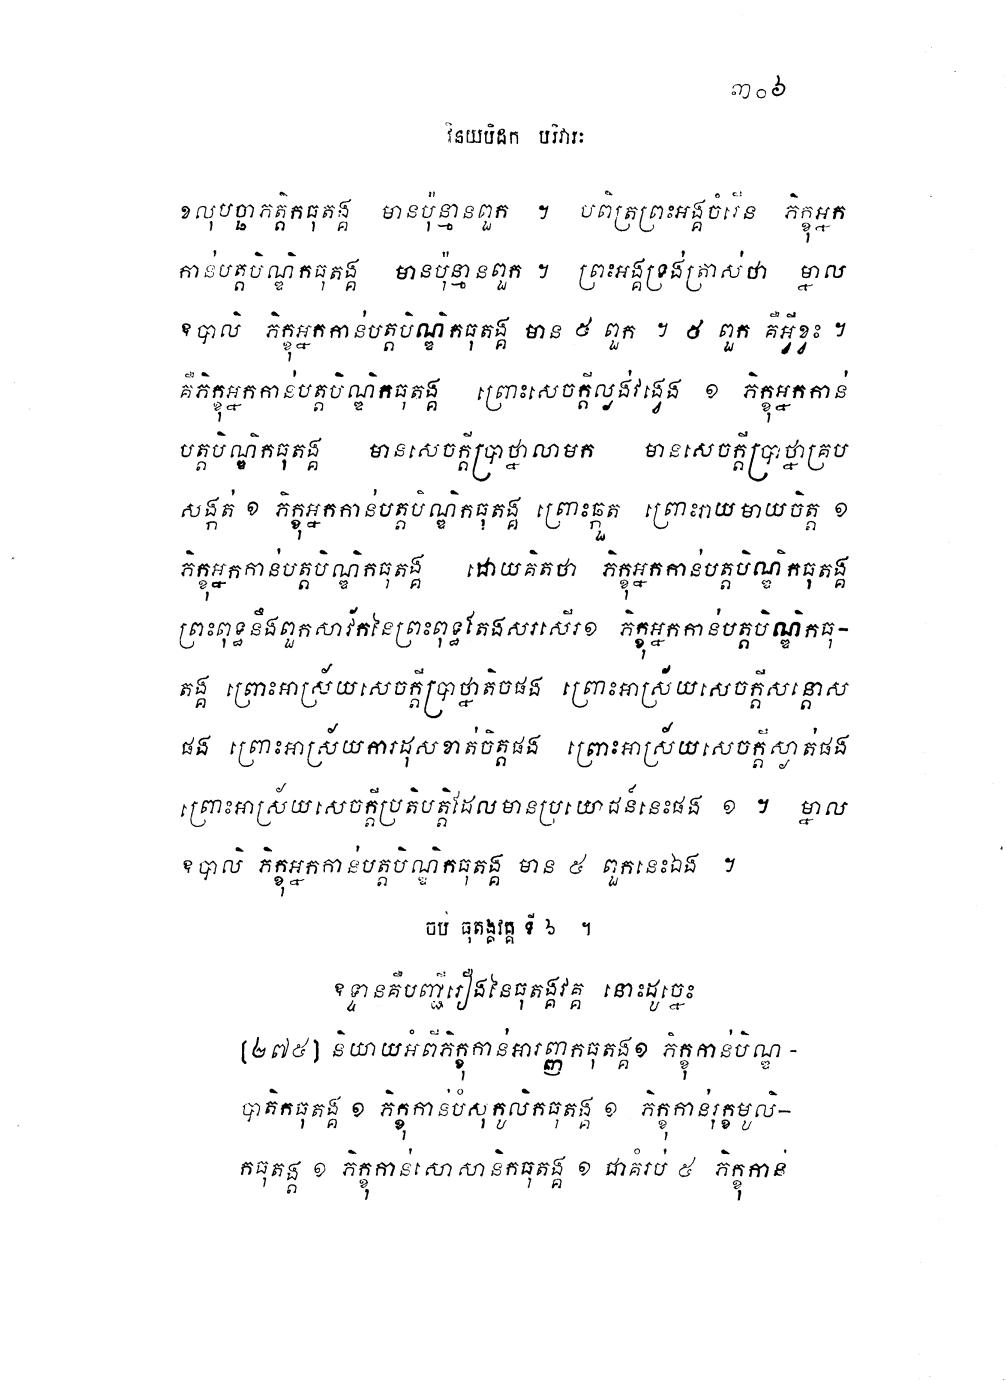 ៣០៦
វិនយបិដក បរិវារៈ
ខលុបច្ឆាភត្តិកធុតង្គ មានប៉ុន្មានពួក ។ បពិត្រព្រះអង្គចំរើន ភិក្ខុអ្នក
កាន់បត្តបិណ្ឌិកធុតង្គ មានប៉ុន្មានពួក ។ ព្រះអង្គទ្រង់ត្រាស់ថា ម្នាល
ឧបាលិ ភិក្ខុអ្នកកាន់បត្តបិណ្ឌិកធុតង្គ មាន ៥ ពួក ។ ៥ ពួក គឺអ្វីខ្លះ ។
គឺភិក្ខុអ្នកកាន់បត្តបិណ្ឌិកធុតង្គ ព្រោះសេចក្តីល្ងង់វង្វេង ១ ភិក្ខុអ្នកកាន់
បត្តបិណ្ឌិកធុតង្គ មានសេចក្តីប្រាថ្នាលាមក មានសេចក្តីប្រាថ្នាគ្រប
សង្កត់ ១ ភិក្ខុអ្នកកាន់បត្តបិណ្ឌិកធុតង្គ ព្រោះឆ្កួត ព្រោះរាយមាយចិត្ត ១
ភិក្ខុអ្នកកាន់បត្តបិណ្ឌិកធុតង្គ ដោយគិតថា ភិក្ខុអ្នកកាន់បត្តបិណ្ឌិកធុតង្គ
ព្រះពុទ្ធនឹងពួកសាវ័កនៃព្រះពុទ្ធតែងសរសើរ១ ភិក្ខុអ្នកកាន់បត្តបិណ្ឌិកធុ-
តង្គ ព្រោះអាស្រ័យសេចក្តីប្រាថ្នាតិចផង ព្រោះអាស្រ័យសេចក្តីសន្តោស
ផង ព្រោះអាស្រ័យការដុសខាត់ចិត្តផង ព្រោះអាស្រ័យសេចក្តីស្ងាត់ផង
ព្រោះអាស្រ័យសេចក្តីប្រតិបត្តិដែលមានប្រយោជន៍នេះផង ១ ។ ម្នាល
ឧបាលិ ភិក្ខុអ្នកកាន់បត្តបិណ្ឌិកធុតង្គ មាន ៥ ពួកនេះឯង ។
ចប់ ធុតង្គវគ្គ ទី ៦ ។
ឧទ្ទានគឺបញ្ជីរឿងនៃធុតង្គវគ្គ នោះដូច្នេះ
[២៧៥] និយាយអំពីភិក្ខុកាន់អារញ្ញកធុតង្គ១ ភិក្ខុកាន់បិណ្ឌ-
បាតិកធុតង្គ ១ ភិក្ខុកាន់បំសុកូលិកធុតង្គ ១ ភិក្ខុកាន់រុក្ខមូលិ-
កធុតង្គ ១ ភិក្ខុកាន់សោសានិកធុតង្គ ១ ជាគំរប់ ៥ ភិក្ខុកាន់